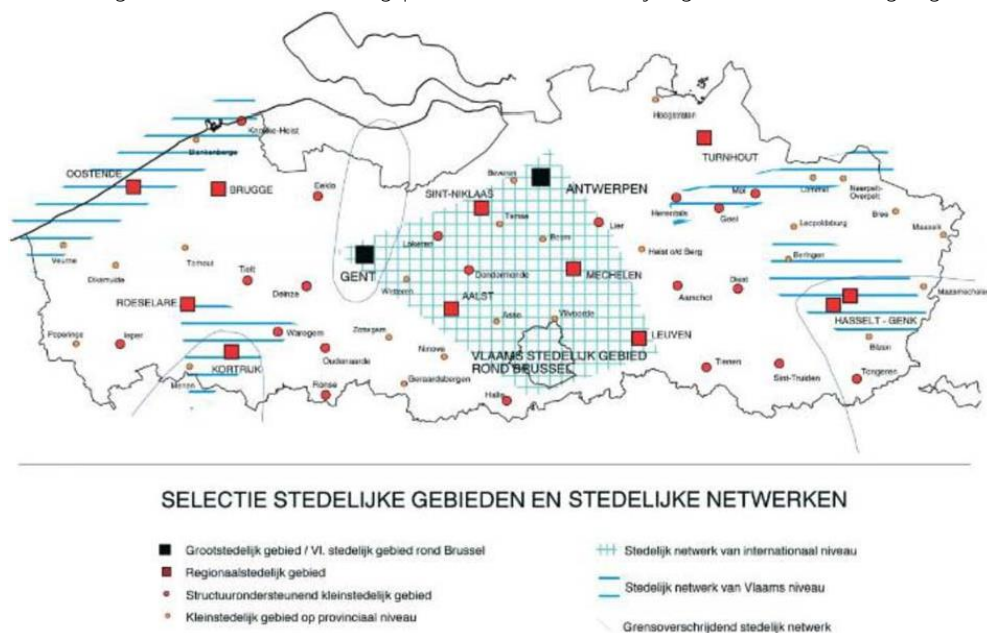 Hoogstraten
Knokke-Heist
Blankenberge
TURNHOUT
OOSTENDE
BRUGGE
Eeklo
SINT-NIKLAAS
Beveren
ANTWERPEN
Mol
Lommel
Neerpelt-
Overpelt
Herentals
Geel
Bree
Maaseik
Temse
Lier
Leopoldsburg
Lokeren
Boom
Heist o/d Berg
Veurne
Torhout
GENT
Beringen
Diksmuide
Tielt
Deinze
Wetteren
Dendermonde
MECHELEN
Aarschot
Diest
Maasmechelen
ROESELARE
AALST
HASSELT - GENK
Poperinge
Ieper
Waregem
Zottegem
Asse
Vilvoorde
LEUVEN
Bilzen
KORTRIJK
Oudenaarde
Ninove
VLAAMS STEDELIJK GEBIED
ROND BRUSSEL
Menen
Geraardsbergen
Tienen
Sint-Truiden
Tongeren
Ronse
Halle
SELECTIE STEDELIJKE GEBIEDEN EN STEDELIJKE NETWERKEN
Grootstedelijk gebied / Vl. stedelijk gebied rond Brussel
Regionaalstedelijk gebied
Structuurondersteunend kleinstedelijk gebied
Kleinstedelijk gebied op provinciaal niveau
Stedelijk netwerk van internationaal niveau
Stedelijk netwerk van Vlaams niveau
Grensoverschrijdend stedelijk netwerk